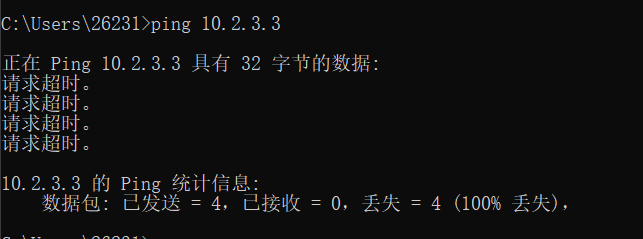 C:\Users\26231>ping 10.2.3.3
正在 Ping 10.2.3.3 具有 32 字节的数据:
请求超时。
请求超时。
请求超时。
请求超时。
10.2.3.3 的 Ping 统计信息:
数据包: 已发送 = 4，已接收 = 0，丢失 = 4 (100% 丢失)，